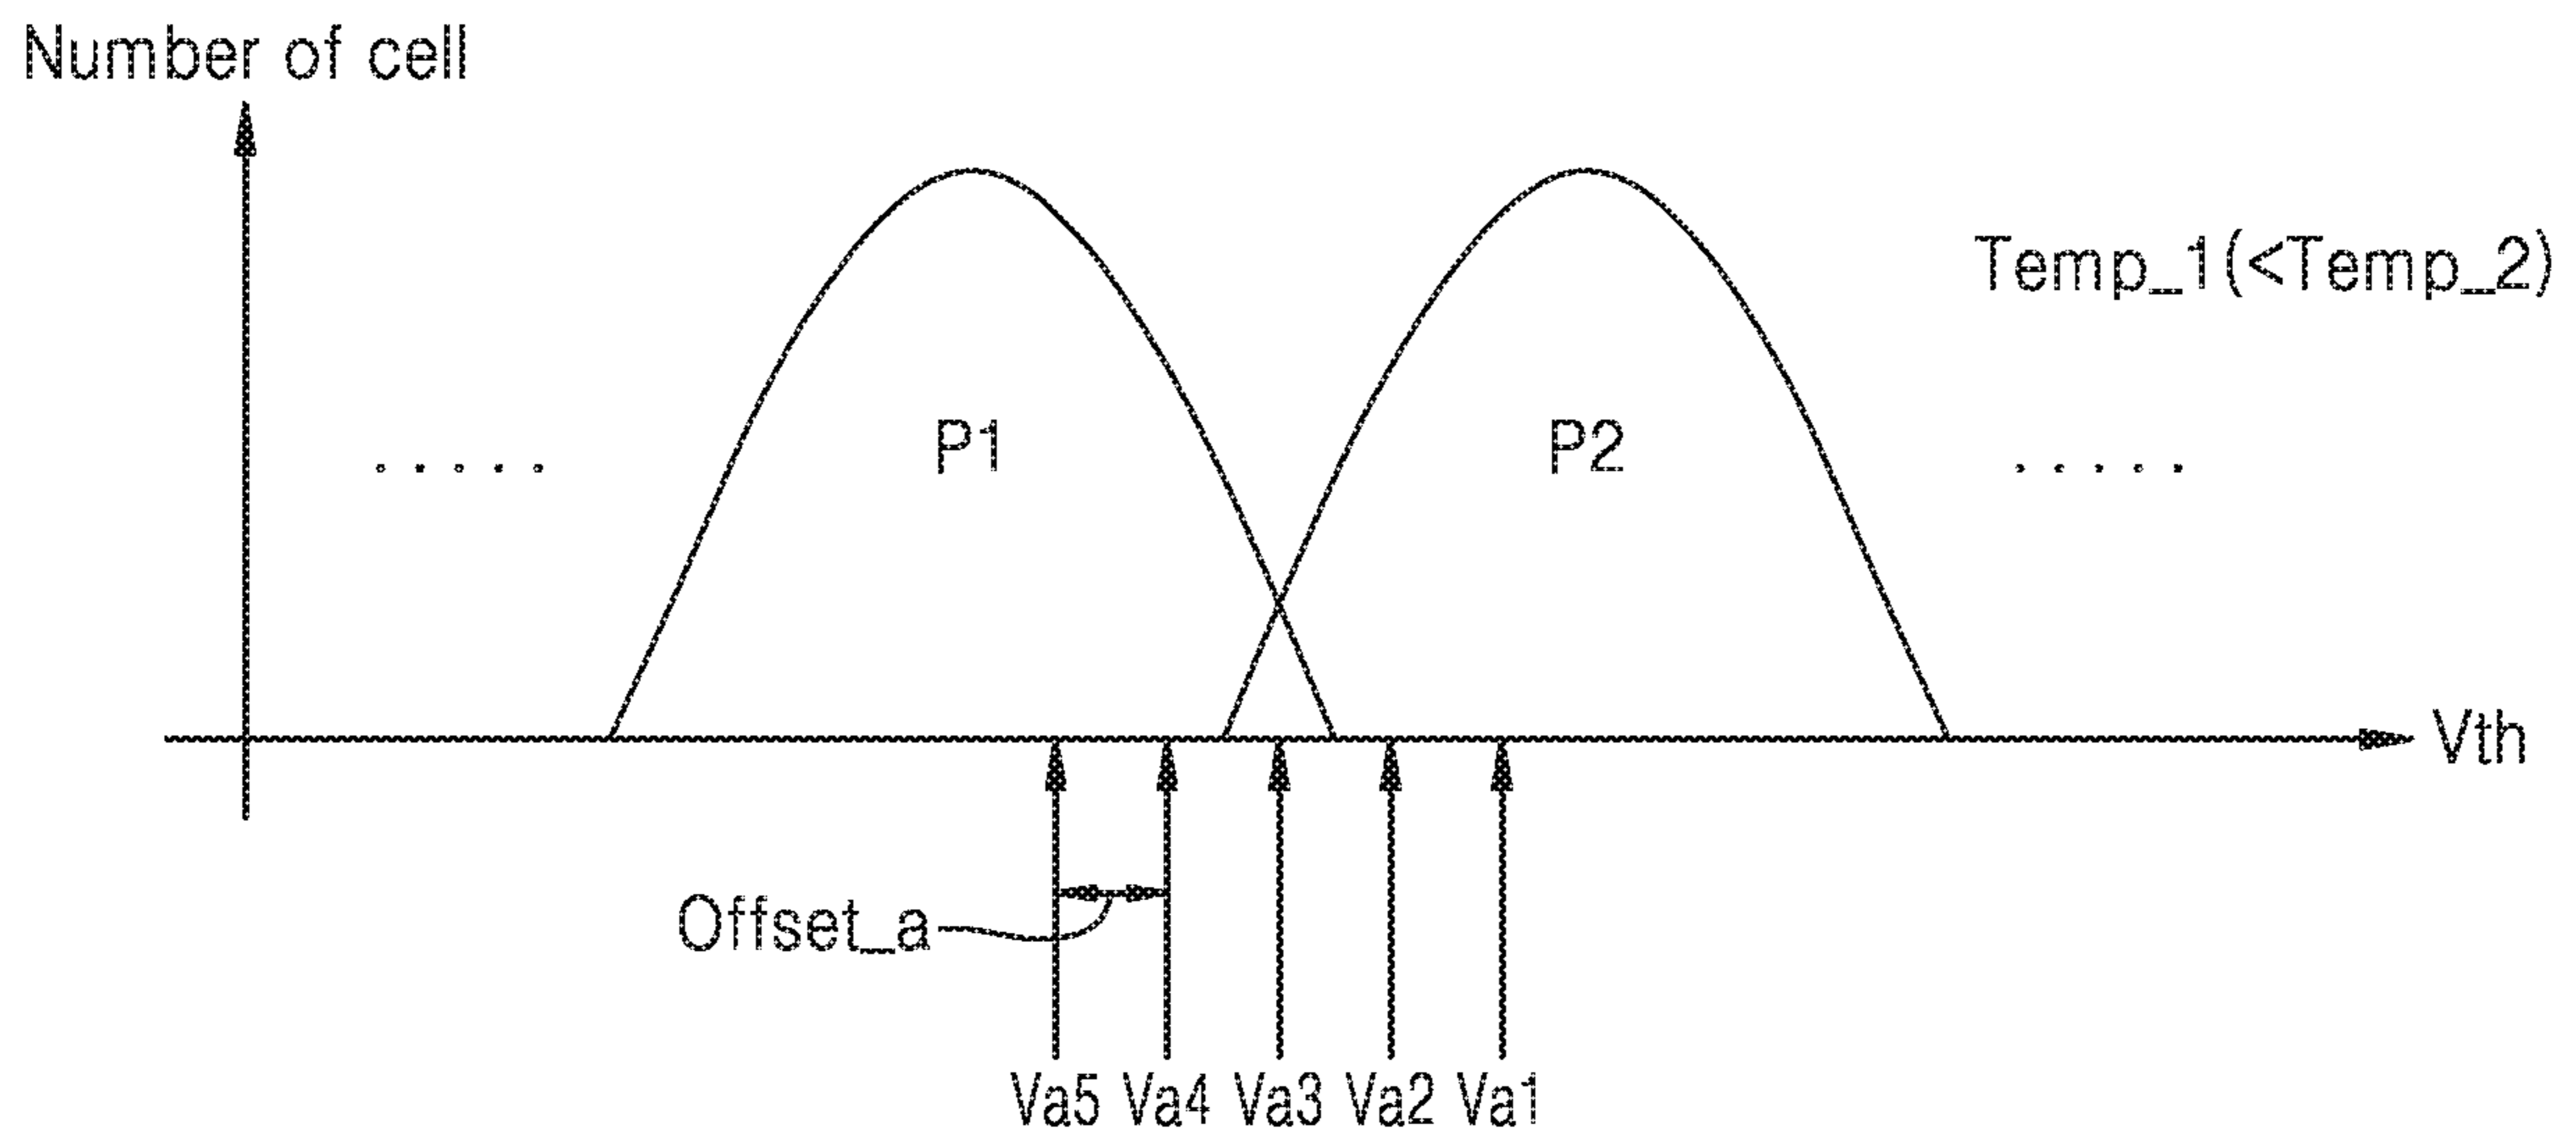 Number of cell
Temp_1(<Temp_2)
P1
P2
.....
.....
Vth
Offset_a
Va5 Va4 Va3 Va2 Va1